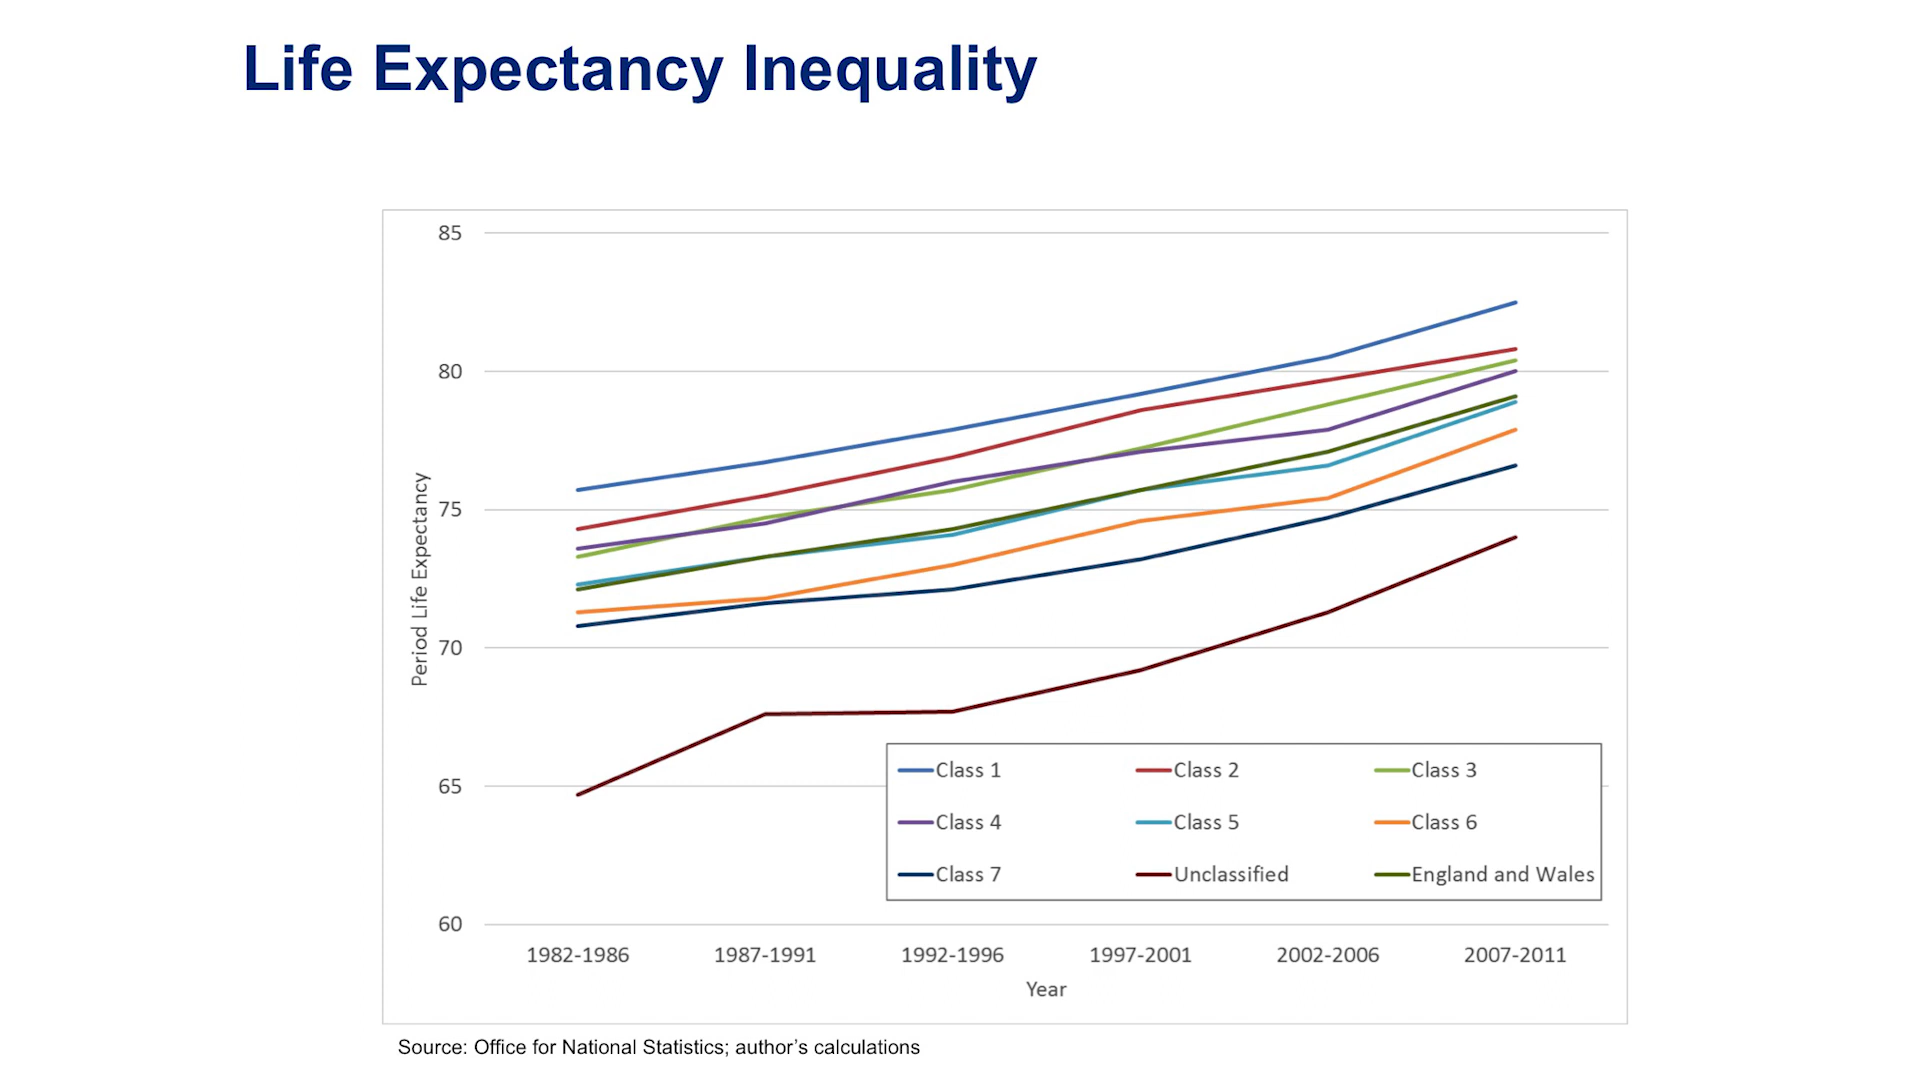 Life Expectancy Inequality
85
80
75
70
65
60
Period Life Expectancy
Class 1 Class 2 Class 3
Class 4 Class 5 Class 6
Class 7 Unclassified England and Wales
1982-1986 1987-1991 1992-1996 1997-2001 2002-2006 2007-2011
Year
Source: Office for National Statistics; author’s calculations